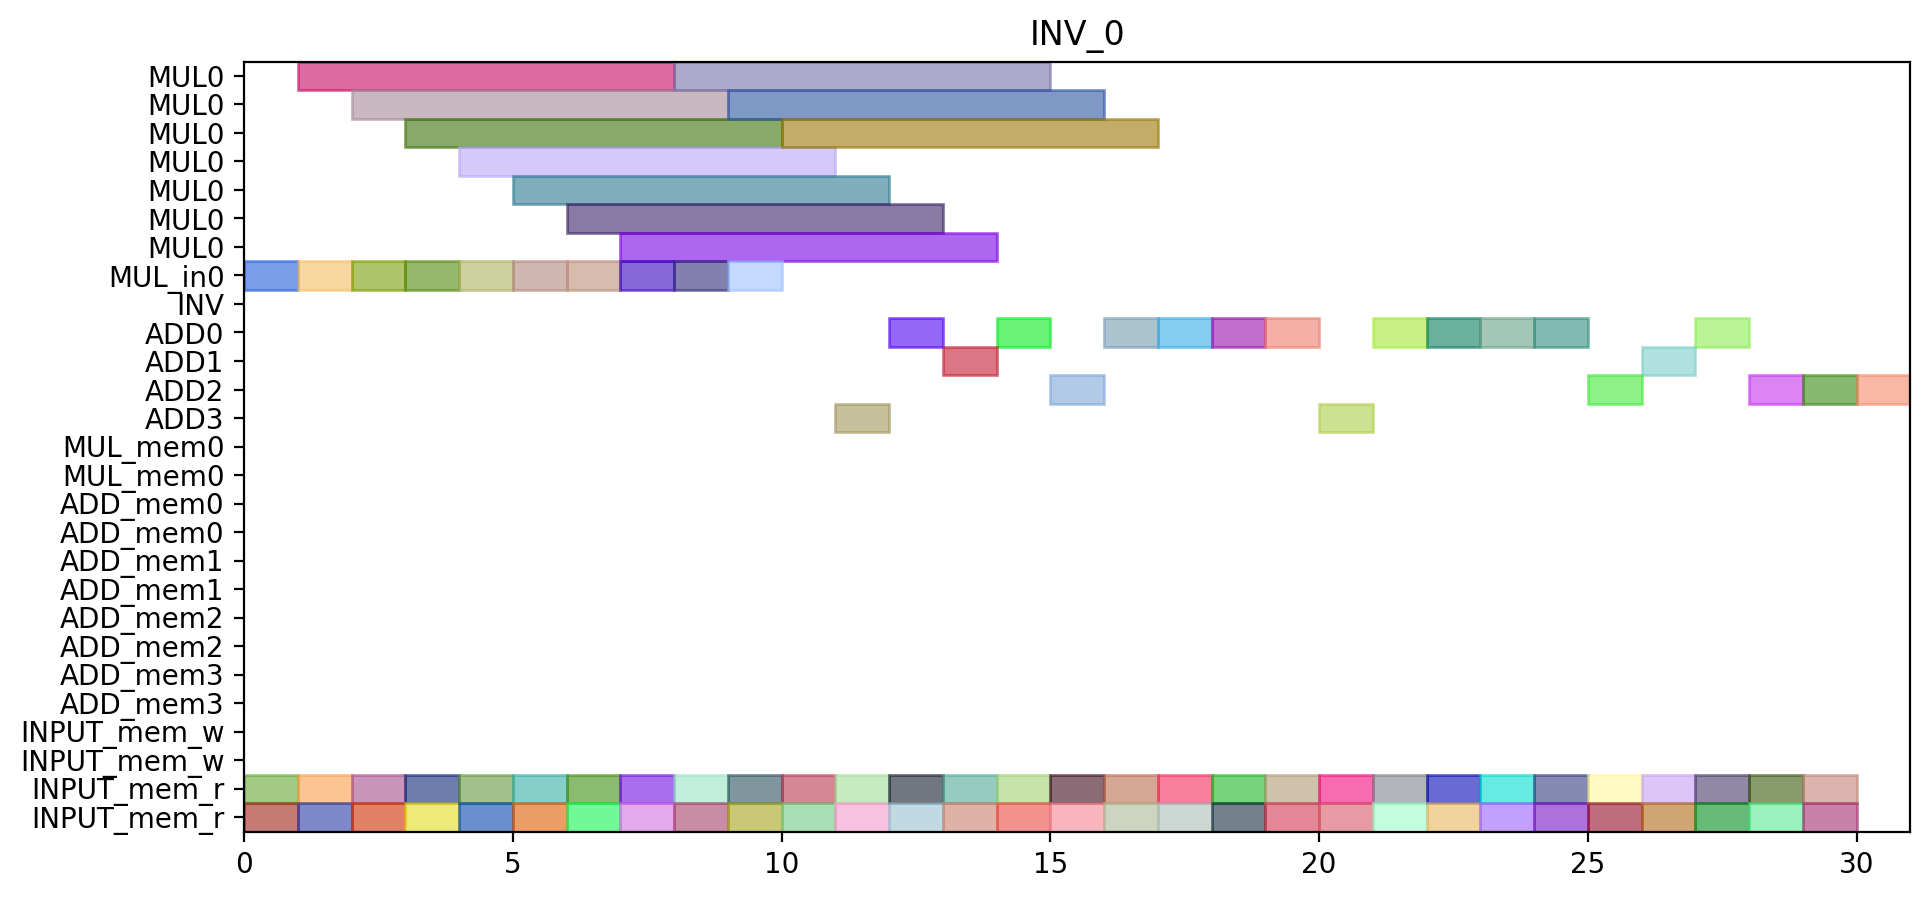 INV_0
MUL0
MUL0
MUL0
MUL0
MUL0
MUL0
MUL0
MUL_in0
INV
ADD0
ADD1
ADD2
ADD3
MUL_mem0
MUL_mem0
ADD_mem0
ADD_mem0
ADD_mem1
ADD_mem1
ADD_mem2
ADD_mem2
ADD_mem3
ADD_mem3
INPUT_mem_w
INPUT_mem_w
INPUT_mem_r
INPUT_mem_r
0 5 10 15 20 25 30